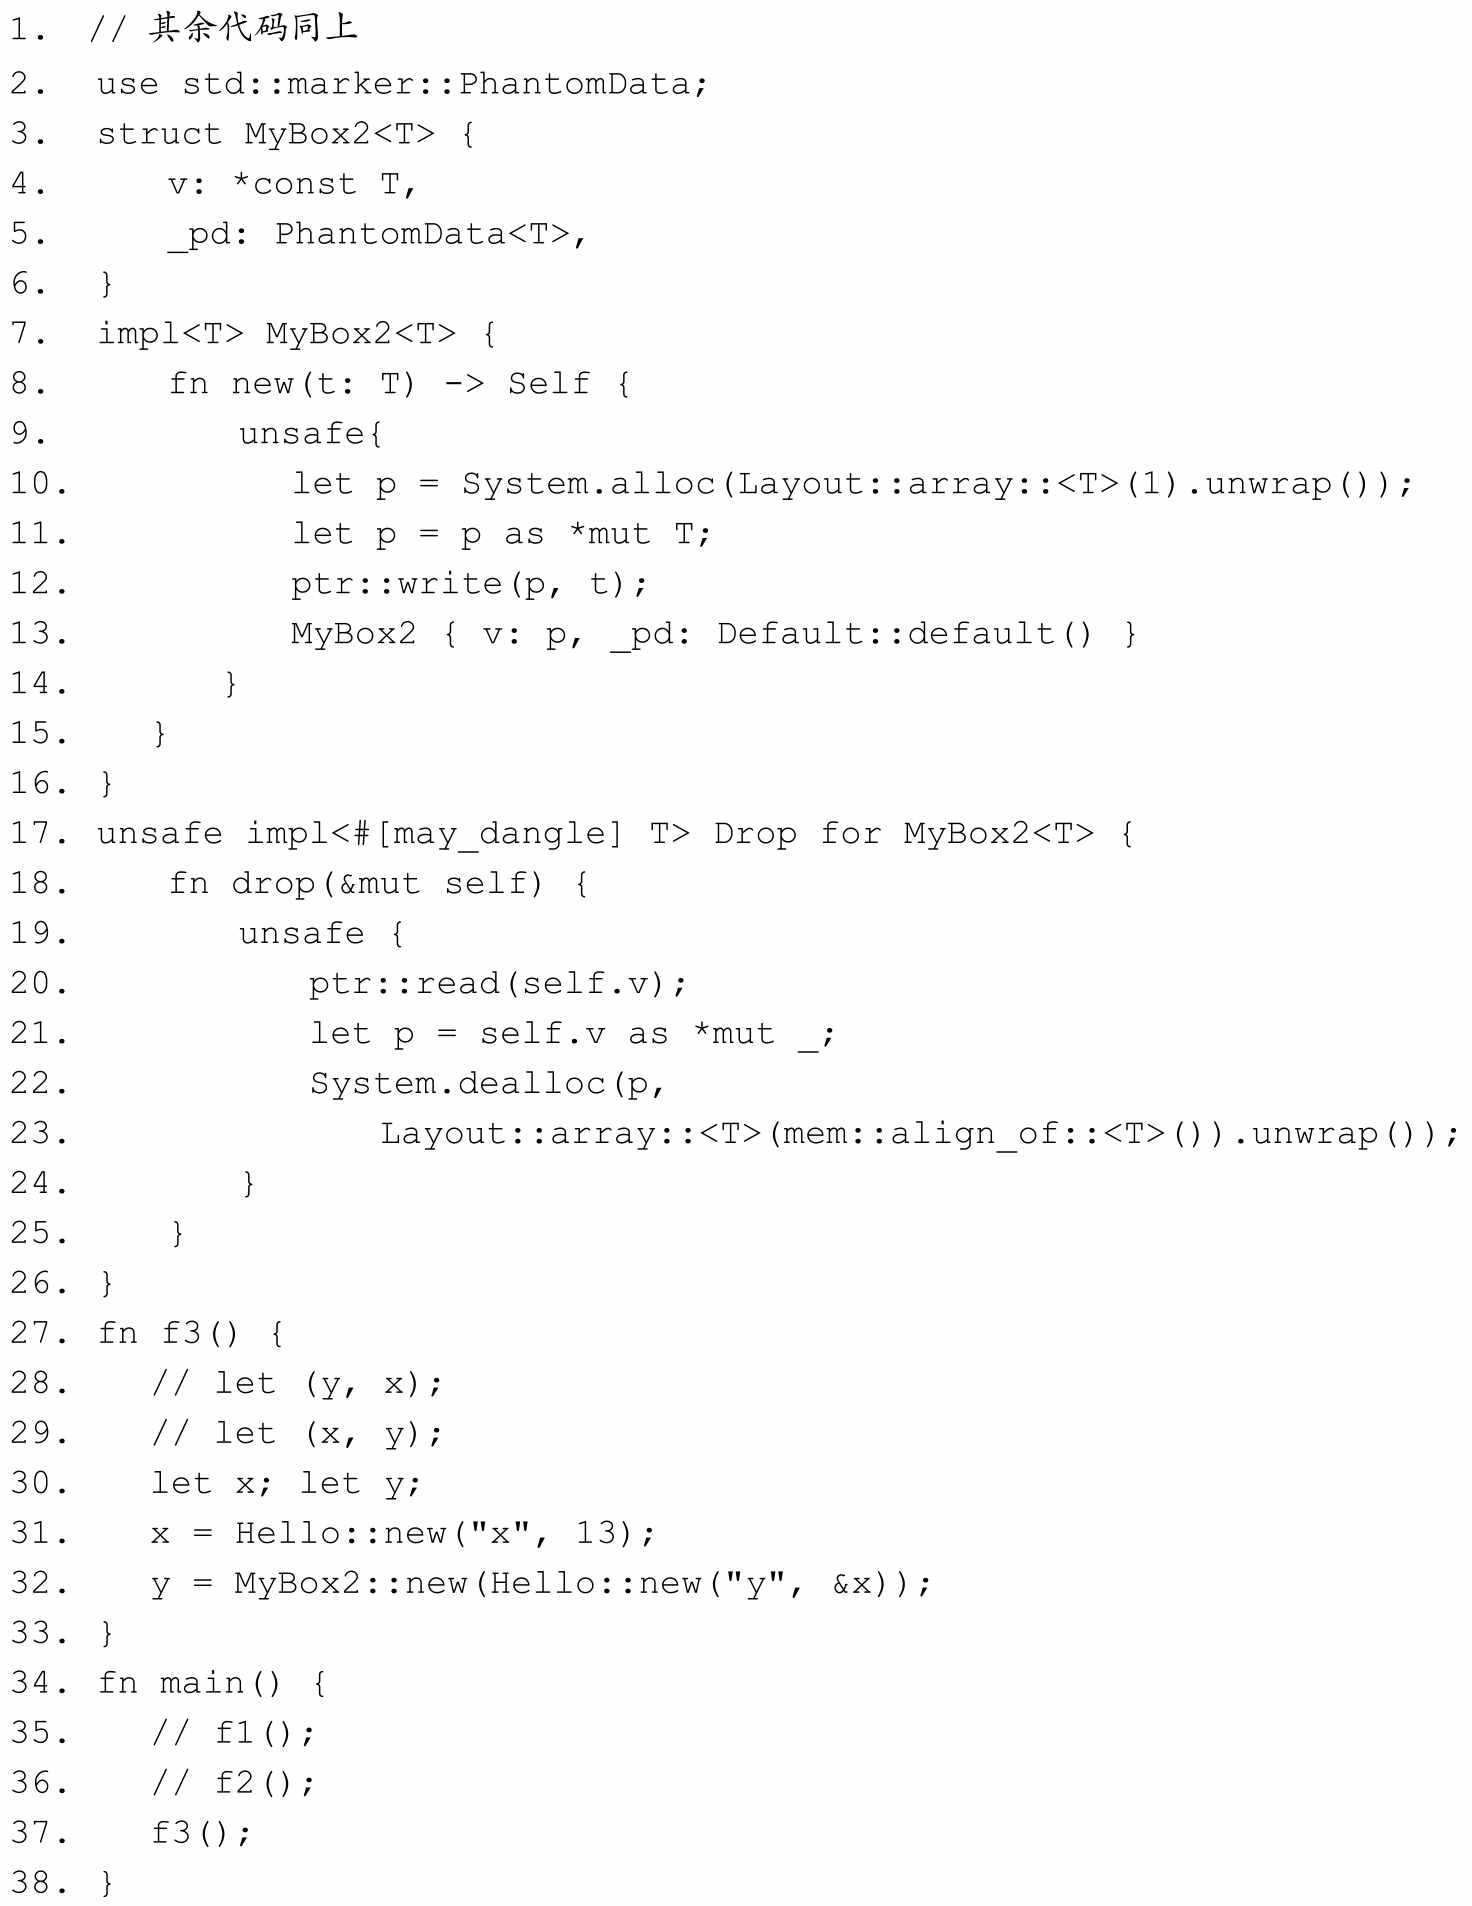 1. // 其余代码同上
2. use std::marker::PhantomData;
3. struct MyBox2<T> {
4.     v: *const T,
5.     _pd: PhantomData<T>,
6. }
7. impl<T> MyBox2<T> {
8.     fn new(t: T) -> Self {
9.         unsafe{
10.            let p = System.alloc(Layout::array::<T>(1).unwrap());
11.            let p = p as *mut T;
12.            ptr::write(p, t);
13.            MyBox2 { v: p, _pd: Default::default() }
14.        }
15.    }
16. }
17. unsafe impl<#[may_dangle] T> Drop for MyBox2<T> {
18.     fn drop(&mut self) {
19.         unsafe {
20.             ptr::read(self.v);
21.             let p = self.v as *mut _;
22.             System.dealloc(p,
23.                 Layout::array::<T>(mem::align_of::<T>()).unwrap());
24.         }
25.     }
26. }
27. fn f3() {
28.    // let (y, x);
29.    // let (x, y);
30.    let x; let y;
31.    x = Hello::new("x", 13);
32.    y = MyBox2::new(Hello::new("y", &x));
33. }
34. fn main() {
35.    // f1();
36.    // f2();
37.    f3();
38. }